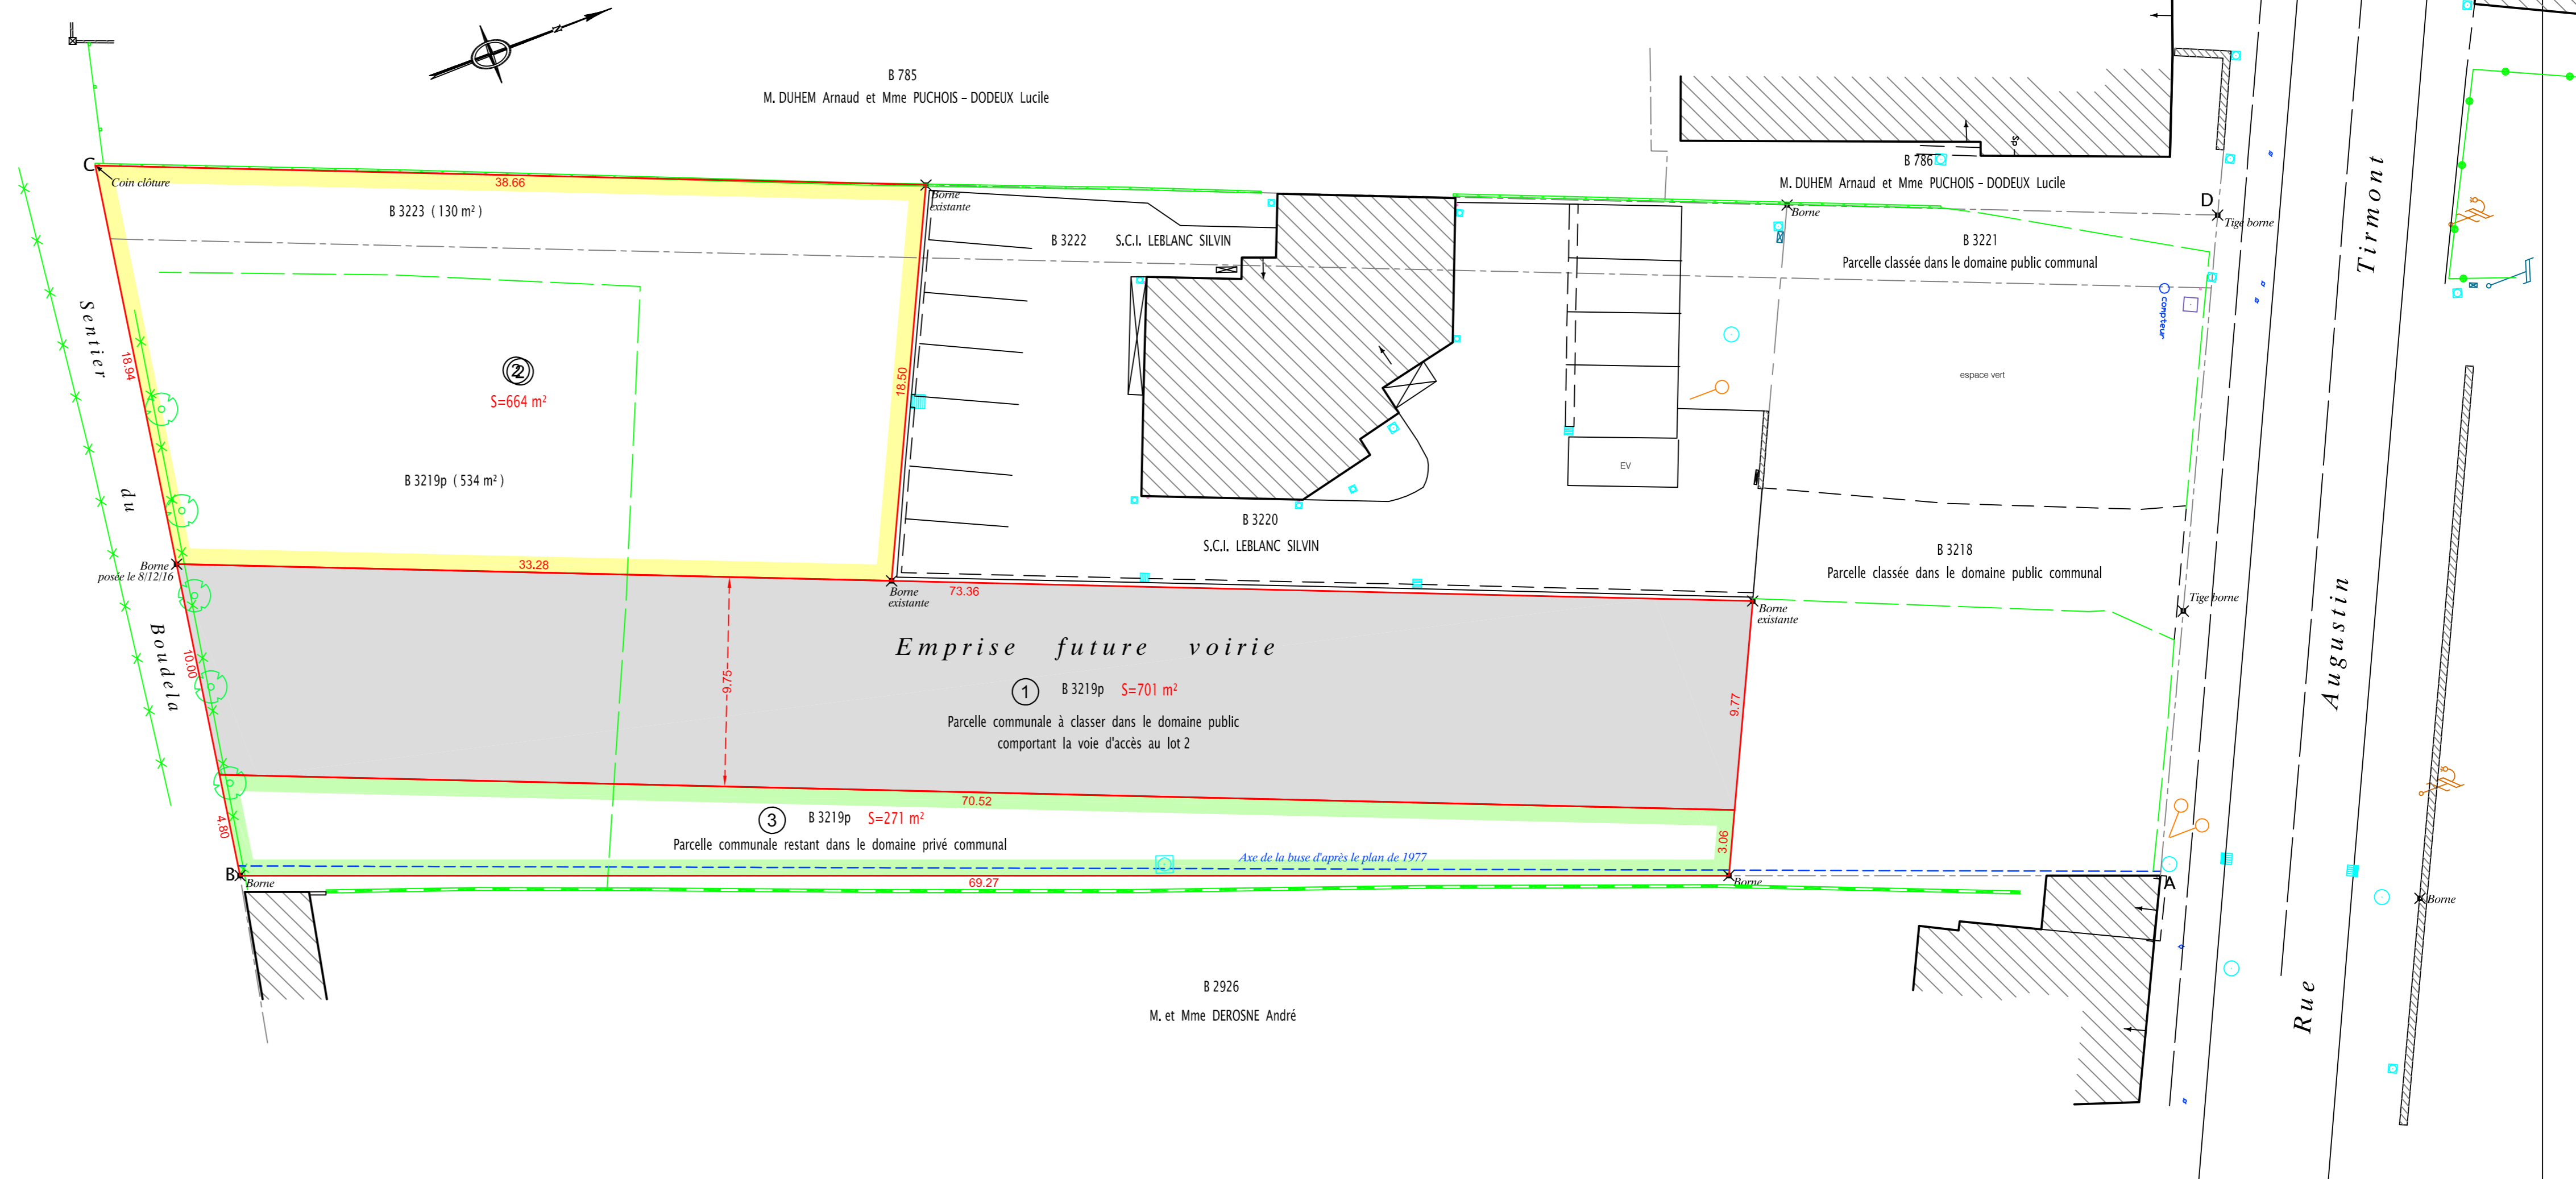 N
B 785
M. DUHEM Arnaud et Mme PUCHOIS - DODEUX Lucile
Sp
B 786
M. DUHEM Arnaud et Mme PUCHOIS - DODEUX Lucile
C
Coin clôture
38.66
Borne
existante
Borne
D
Tige borne
B 3223 ( 130 m² )
B 3222 S.C.I. LEBLANC SILVIN
B 3221
Parcelle classée dans le domaine public communal
compteur
espace vert
Sentier du Boudela
18.94
2
2
S=664 m²
18.50
B 3219p ( 534 m² )
EV
B 3220
S.C.I. LEBLANC SILVIN
B 3218
Parcelle classée dans le domaine public communal
Borne
posée le 8/12/16
33.28
Borne
existante
73.36
Borne
existante
Tige borne
Emprise future voirie
10.00
9.75
1 B 3219p S=701 m²
9.77
Parcelle communale à classer dans le domaine public
comportant la voie d'accès au lot 2
70.52
4.80
3 B 3219p S=271 m²
3.06
Parcelle communale restant dans le domaine privé communal
Axe de la buse d'après le plan de 1977
B
Borne
69.27
Borne
A
Borne
Rue Augustin Tirmont
B 2926
M. et Mme DEROSNE André